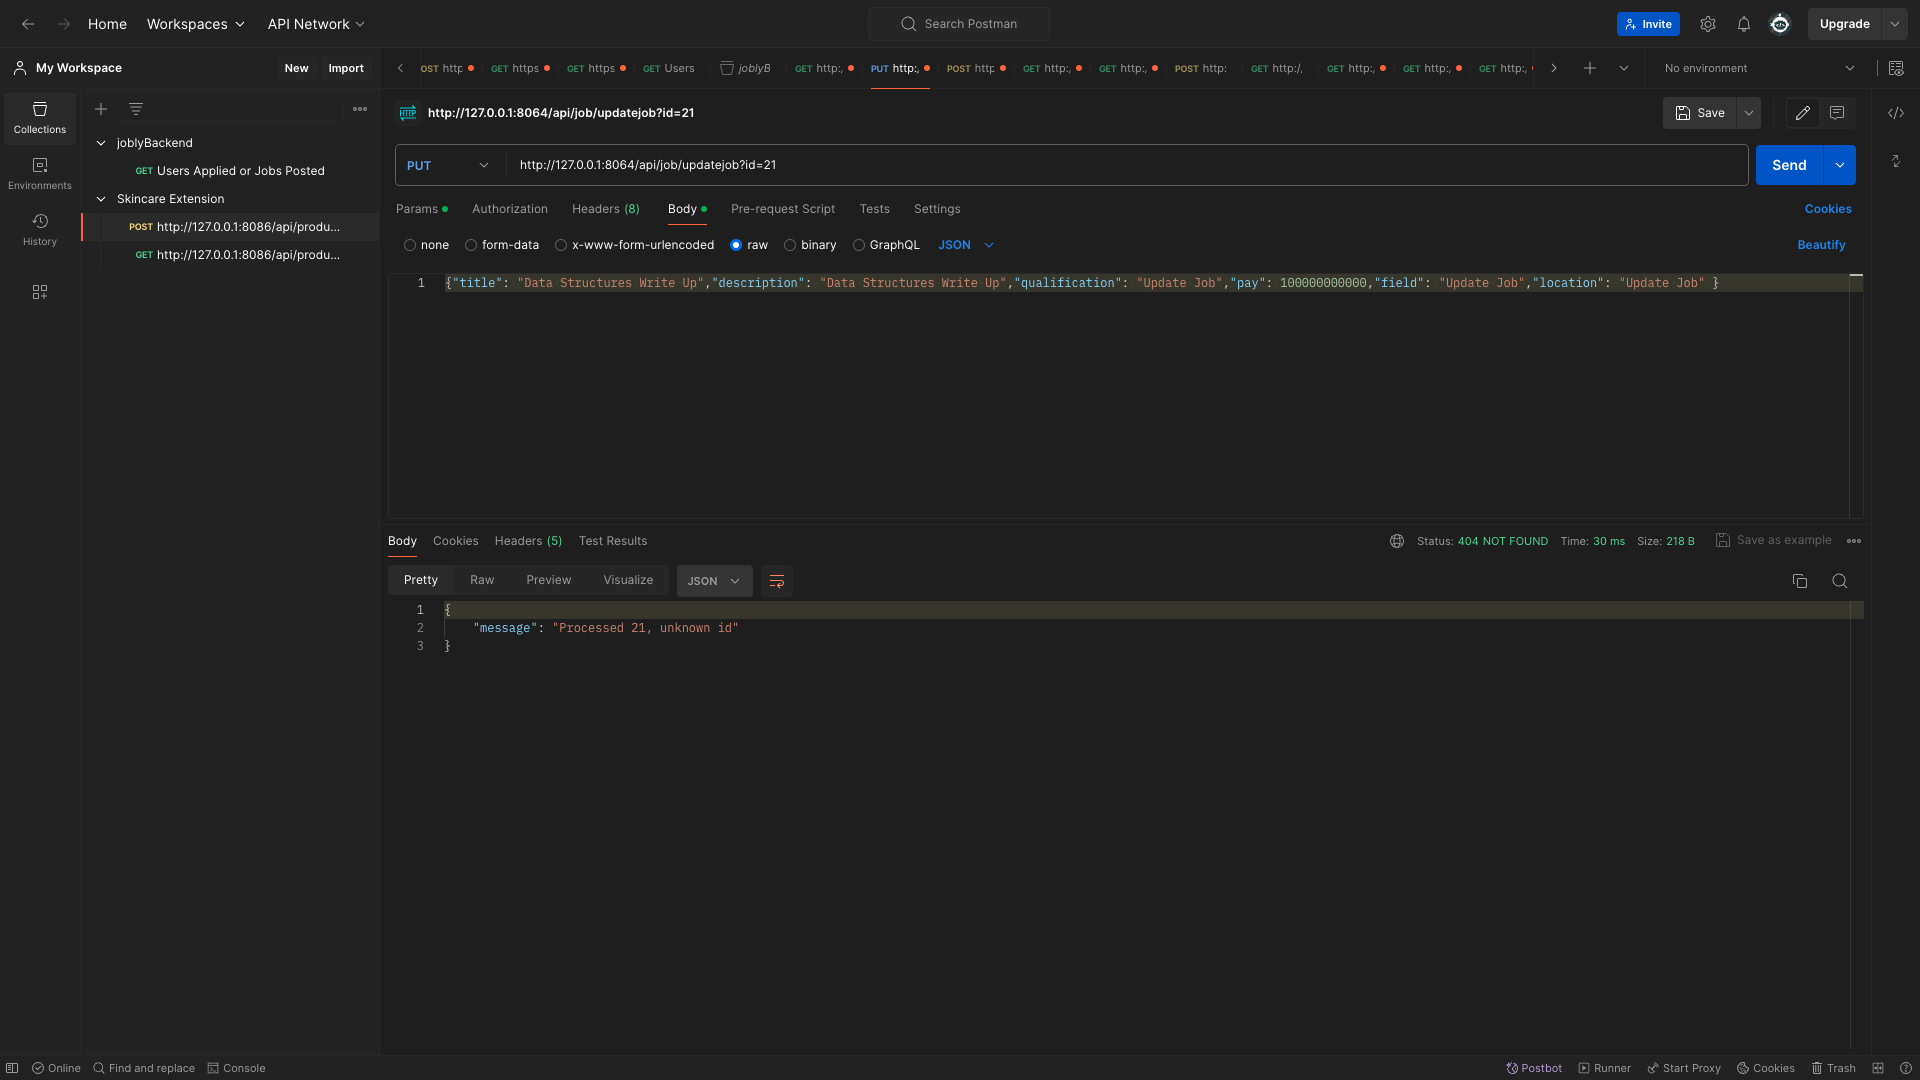 Home Workspaces API Network Search Postman Invite Upgrade
My Workspace New Import
OST http GET https GET https GET Users joblyB GET http:, PUT http:, POST http GET http:, GET http:, POST http: GET http:/, GET http:, GET http:, GET http:, No environment
Collections
Environments
History
joblyBackend
GET Users Applied or Jobs Posted
Skincare Extension
POST http://127.0.0.1:8086/api/produ...
GET http://127.0.0.1:8086/api/produ...
HTTP http://127.0.0.1:8064/api/job/updatejob?id=21 Save
PUT http://127.0.0.1:8064/api/job/updatejob?id=21 Send
Params Authorization Headers (8) Body Pre-request Script Tests Settings Cookies
none form-data x-www-form-urlencoded raw binary GraphQL JSON Beautify
1 {"title": "Data Structures Write Up","description": "Data Structures Write Up","qualification": "Update Job","pay": 100000000000,"field": "Update Job","location": "Update Job" }
Body Cookies Headers (5) Test Results Status: 404 NOT FOUND Time: 30 ms Size: 218 B Save as example
Pretty Raw Preview Visualize JSON
1 {
2 "message": "Processed 21, unknown id"
3 }
Online Find and replace Console Postbot Runner Start Proxy Cookies Trash